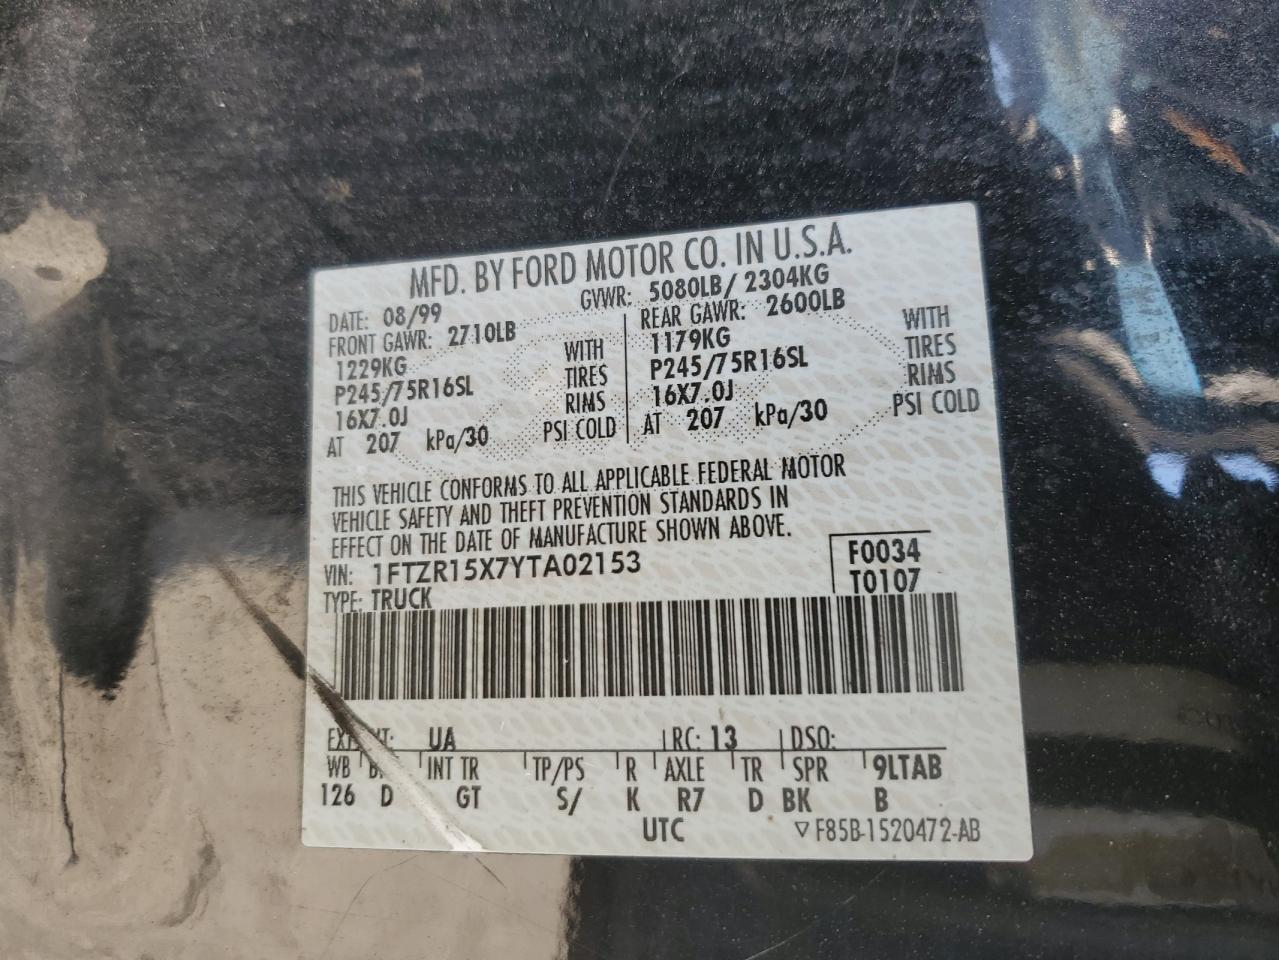 MFD. BY FORD MOTOR CO. IN U.S.A.
DATE: 08/99 GVWR: 5080LB/ 2304KG
FRONT GAWR: 2710LB REAR GAWR: 2600LB
1229KG WITH 1179KG WITH
P245/75R16SL TIRES P245/75R16SL TIRES
16X7.0J RIMS 16X7.0J RIMS
AT 207 kPa/30 PSI COLD AT 207 kPa/30 PSI COLD
THIS VEHICLE CONFORMS TO ALL APPLICABLE FEDERAL MOTOR
VEHICLE SAFETY AND THEFT PREVENTION STANDARDS IN
EFFECT ON THE DATE OF MANUFACTURE SHOWN ABOVE.
VIN: 1FTZR15X7YTA02153 F0034
TYPE: TRUCK T0107
UA RC: 13 DSO:
WB INT TR TP/PS R AXLE TR SPR 9LTAB
126 D GT S/ K R7 D BK B
UTC ▽F85B-1520472-AB